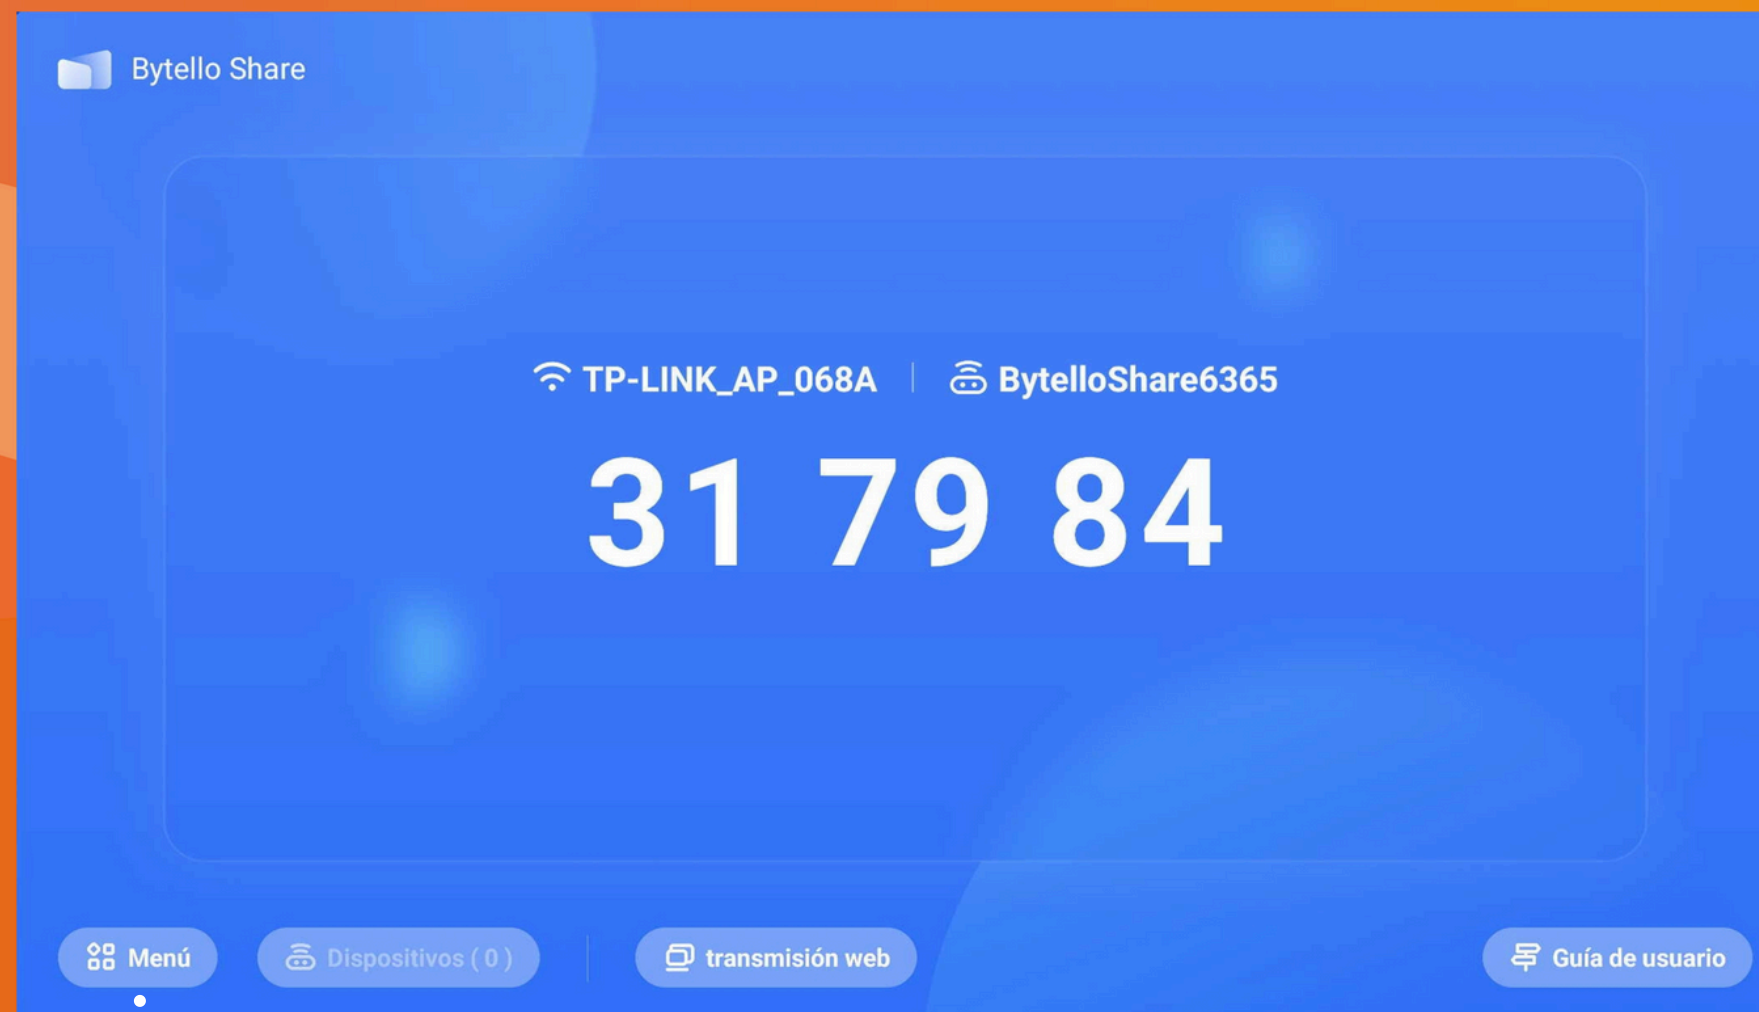 Bytello Share
TP-LINK_AP_068A | BytelloShare6365
31 79 84
Menú
Dispositivos ( 0 )
transmisión web
Guía de usuario